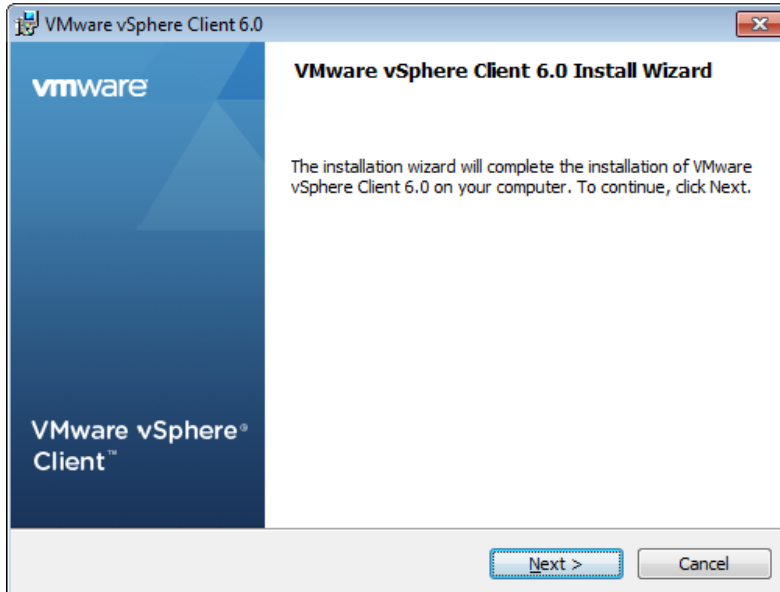 VMware vSphere Client 6.0
vmware
VMware vSphere Client 6.0 Install Wizard
The installation wizard will complete the installation of VMware
vSphere Client 6.0 on your computer. To continue, click Next.
VMware vSphere®
Client™
Next >
Cancel